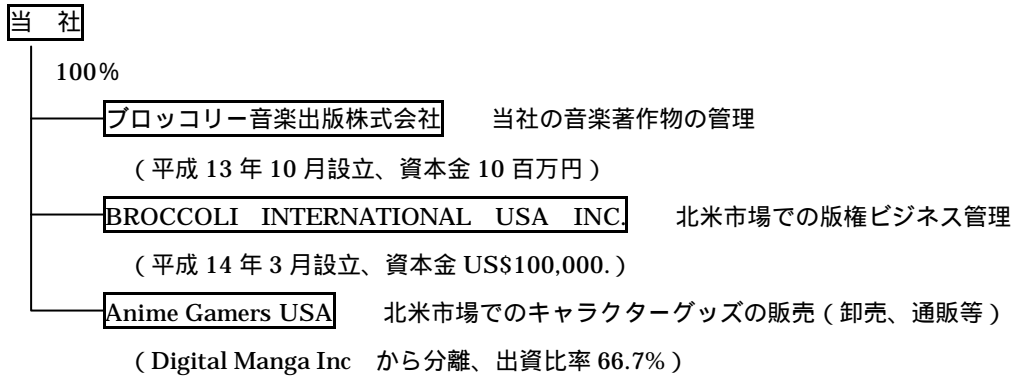 当　社
100％
ブロッコリー音楽出版株式会社　　当社の音楽著作物の管理
（平成 13 年 10 月設立、資本金 10 百万円）
BROCCOLI　INTERNATIONAL　USA　INC.　　北米市場での版権ビジネス管理
（平成 14 年 3 月設立、資本金 US$100,000.）
Anime Gamers USA　　北米市場でのキャラクターグッズの販売（卸売、通販等）
（Digital Manga Inc　から分離、出資比率 66.7%）